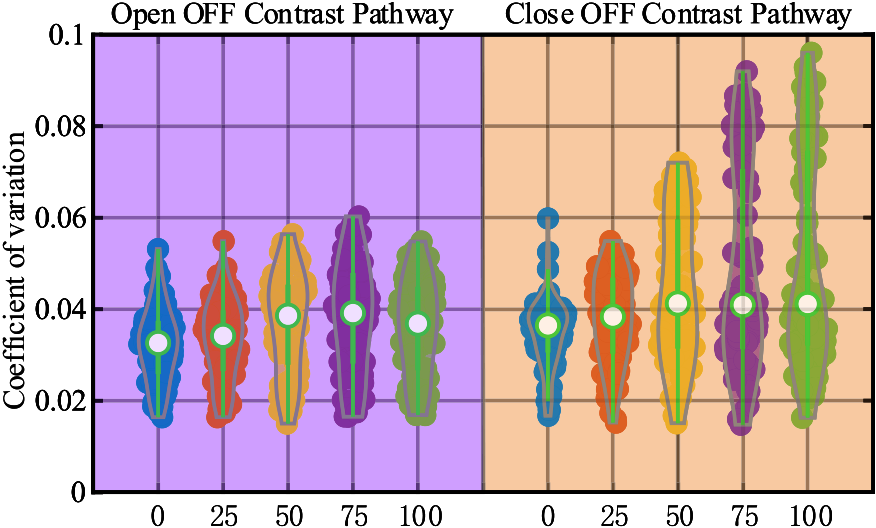 Open OFF Contrast Pathway Close OFF Contrast Pathway
Coefficient of variation
0.1
0.08
0.06
0.04
0.02
0
0 25 50 75 100 0 25 50 75 100